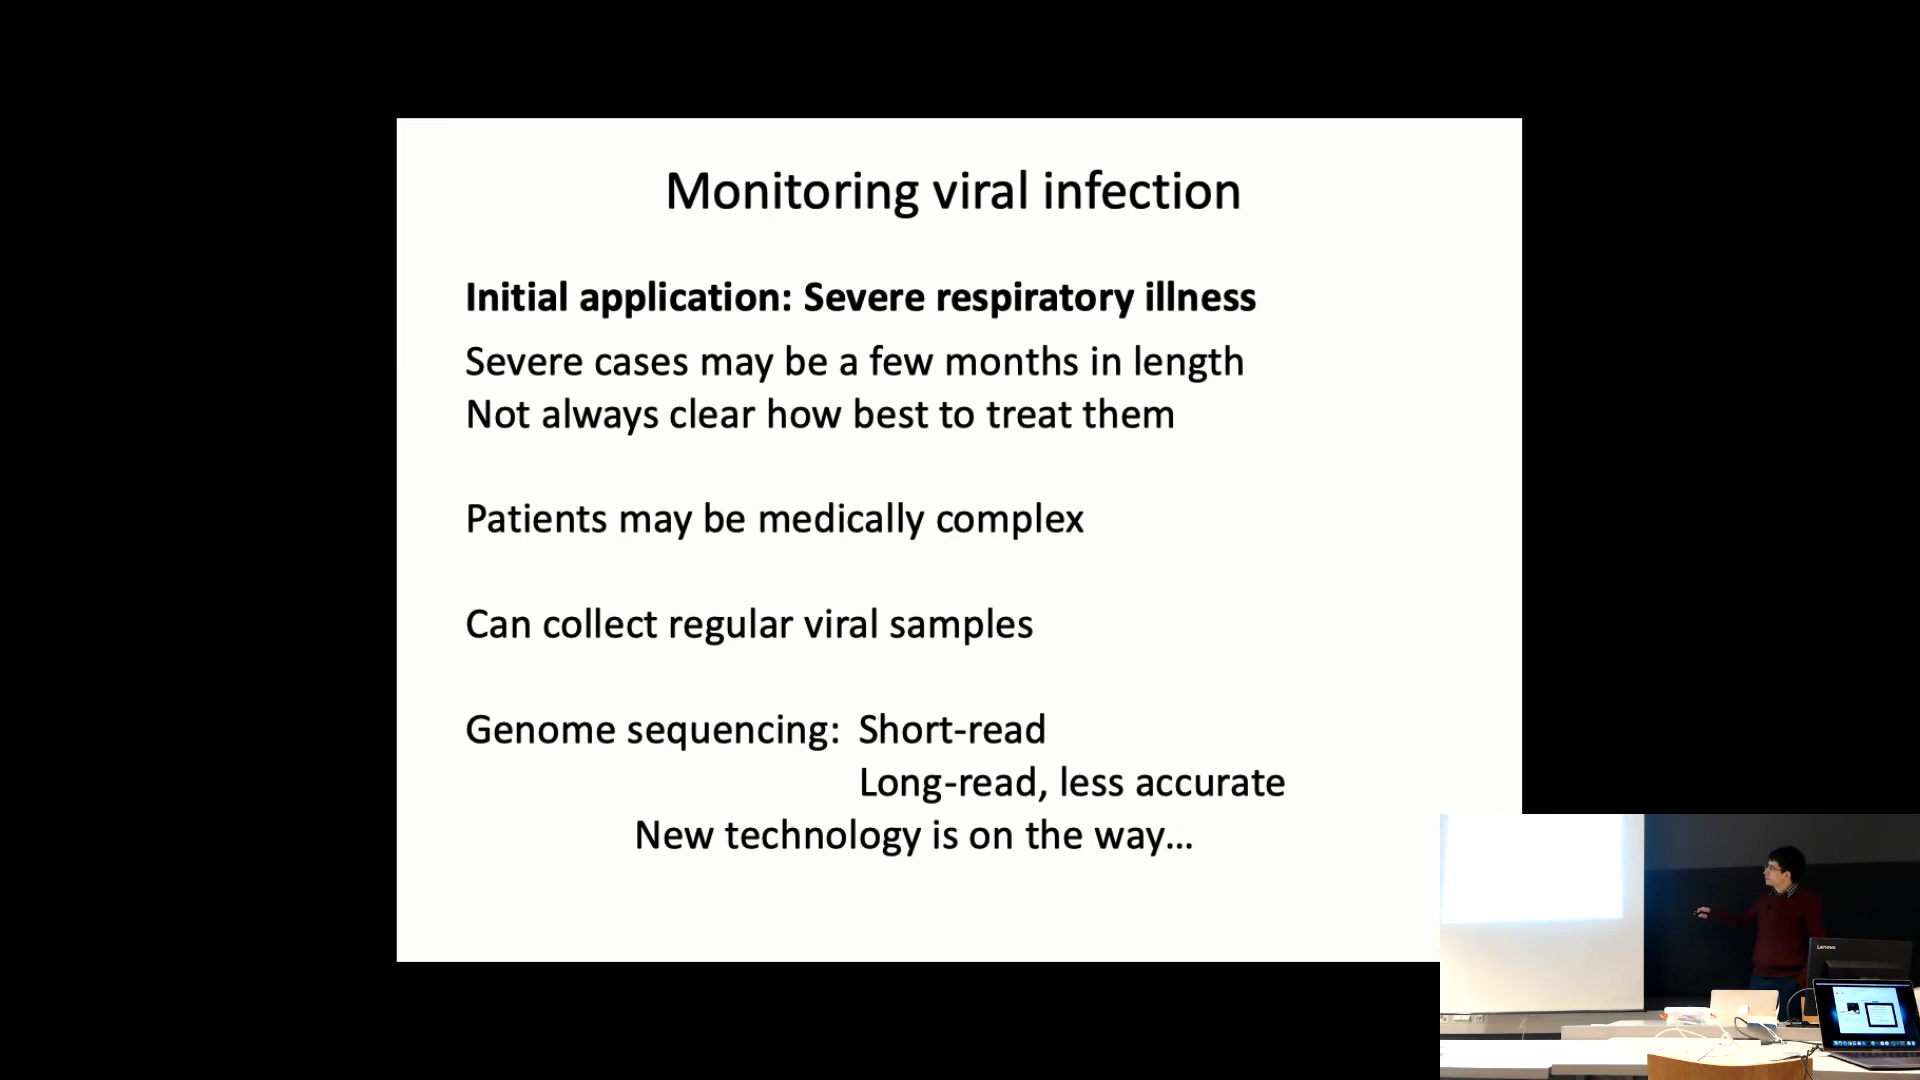 Monitoring viral infection
Initial application: Severe respiratory illness
Severe cases may be a few months in length
Not always clear how best to treat them
Patients may be medically complex
Can collect regular viral samples
Genome sequencing: Short-read
Long-read, less accurate
New technology is on the way...
Lenovo